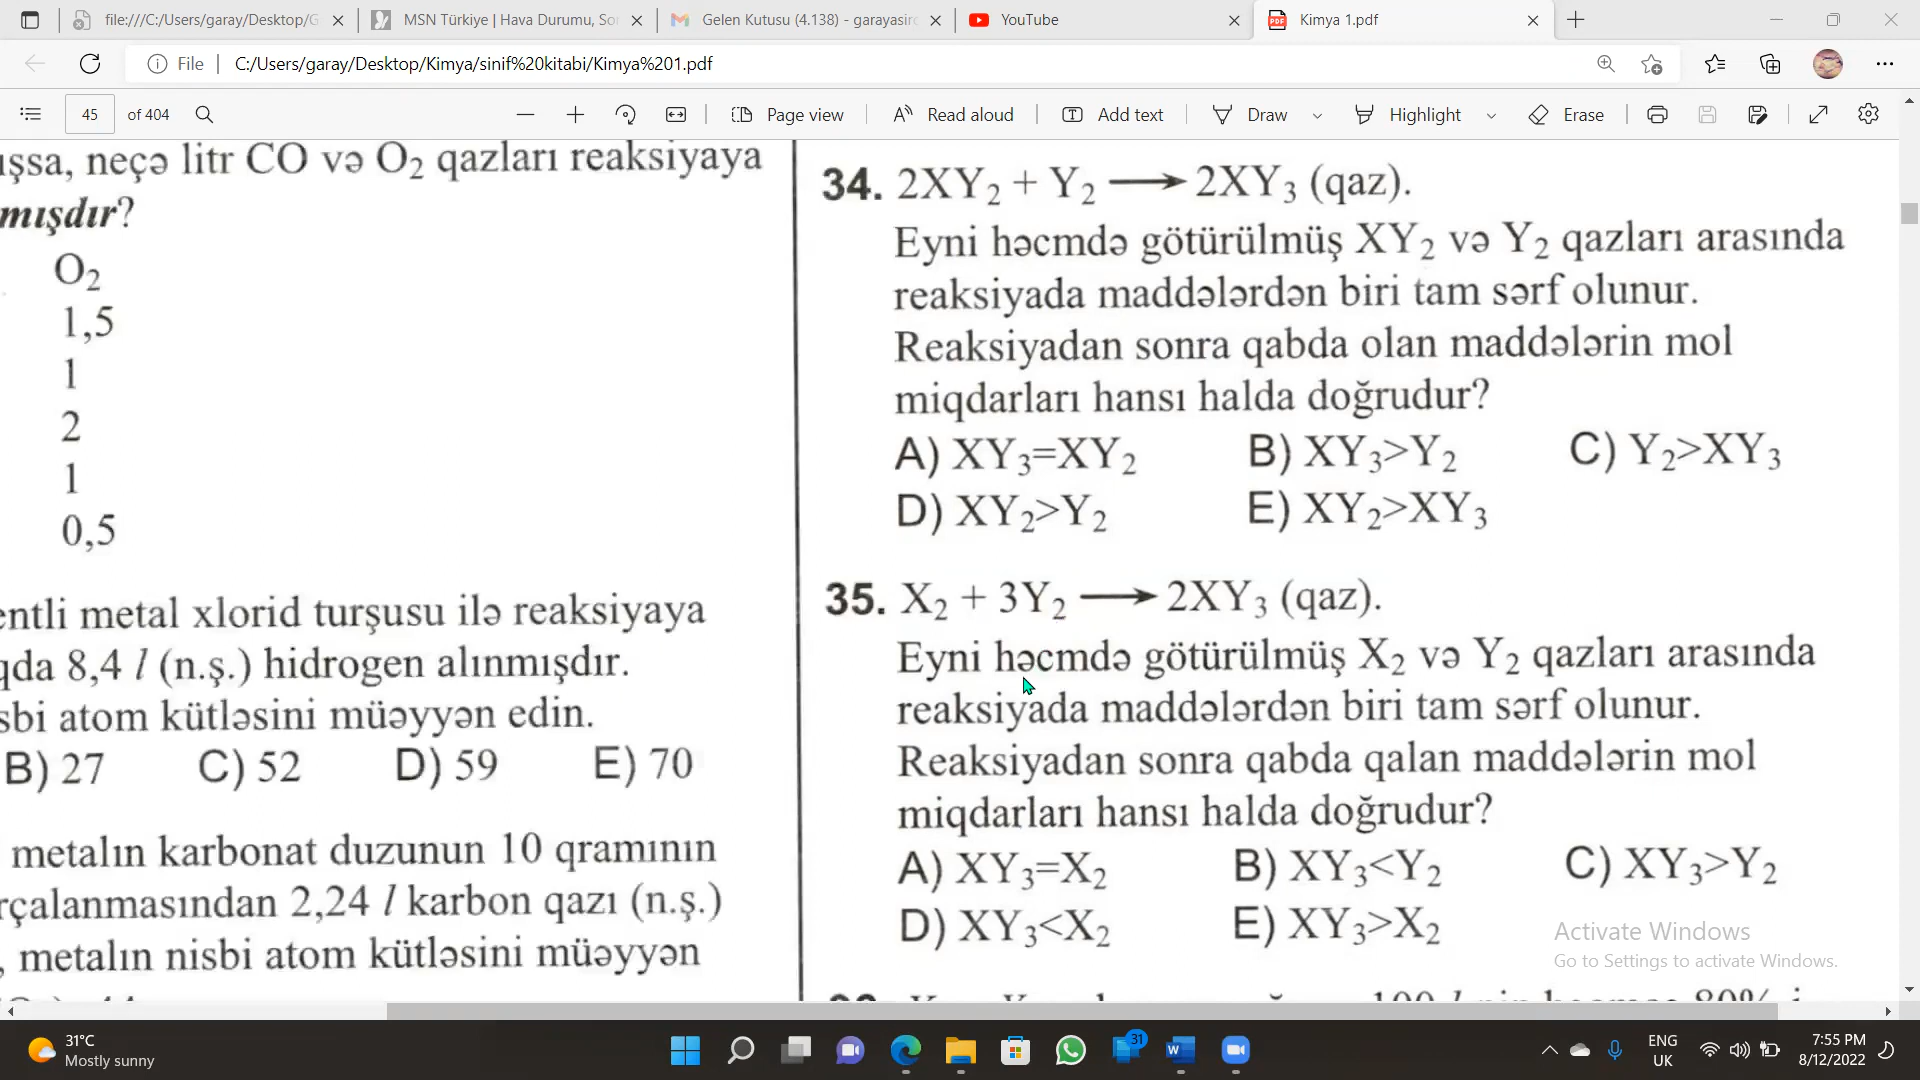 file:///C:/Users/garay/Desktop/G
MSN Türkiye | Hava Durumu, So
Gelen Kutusu (4.138) - garayasir
YouTube
Kimya 1.pdf
File
C:/Users/garay/Desktop/Kimya/sinif%20kitabi/Kimya%201.pdf
45 of 404
Page view
Read aloud
Add text
Draw
Highlight
Erase
ışsa, neçə litr CO və O₂ qazları reaksiyaya
mışdır?
O₂
1,5
1
2
1
0,5
entli metal xlorid turşusu ilə reaksiyaya
qda 8,4 l (n.ş.) hidrogen alınmışdır.
sbi atom kütləsini müəyyən edin.
B) 27 C) 52 D) 59 E) 70
metalın karbonat duzunun 10 qramının
rçalanmasından 2,24 l karbon qazı (n.ş.)
, metalın nisbi atom kütləsini müəyyən
34. 2XY₂ + Y₂ ⟶ 2XY₃ (qaz).
Eyni həcmdə götürülmüş XY₂ və Y₂ qazları arasında
reaksiyada maddələrdən biri tam sərf olunur.
Reaksiyadan sonra qabda olan maddələrin mol
miqdarları hansı halda doğrudur?
A) XY₃=XY₂ B) XY₃>Y₂ C) Y₂>XY₃
D) XY₂>Y₂ E) XY₂>XY₃
35. X₂ + 3Y₂ ⟶ 2XY₃ (qaz).
Eyni həcmdə götürülmüş X₂ və Y₂ qazları arasında
reaksiyada maddələrdən biri tam sərf olunur.
Reaksiyadan sonra qabda qalan maddələrin mol
miqdarları hansı halda doğrudur?
A) XY₃=X₂ B) XY₃<Y₂ C) XY₃>Y₂
D) XY₃<X₂ E) XY₃>X₂
Activate Windows
Go to Settings to activate Windows.
31°C
Mostly sunny
31
ENG
UK
7:55 PM
8/12/2022